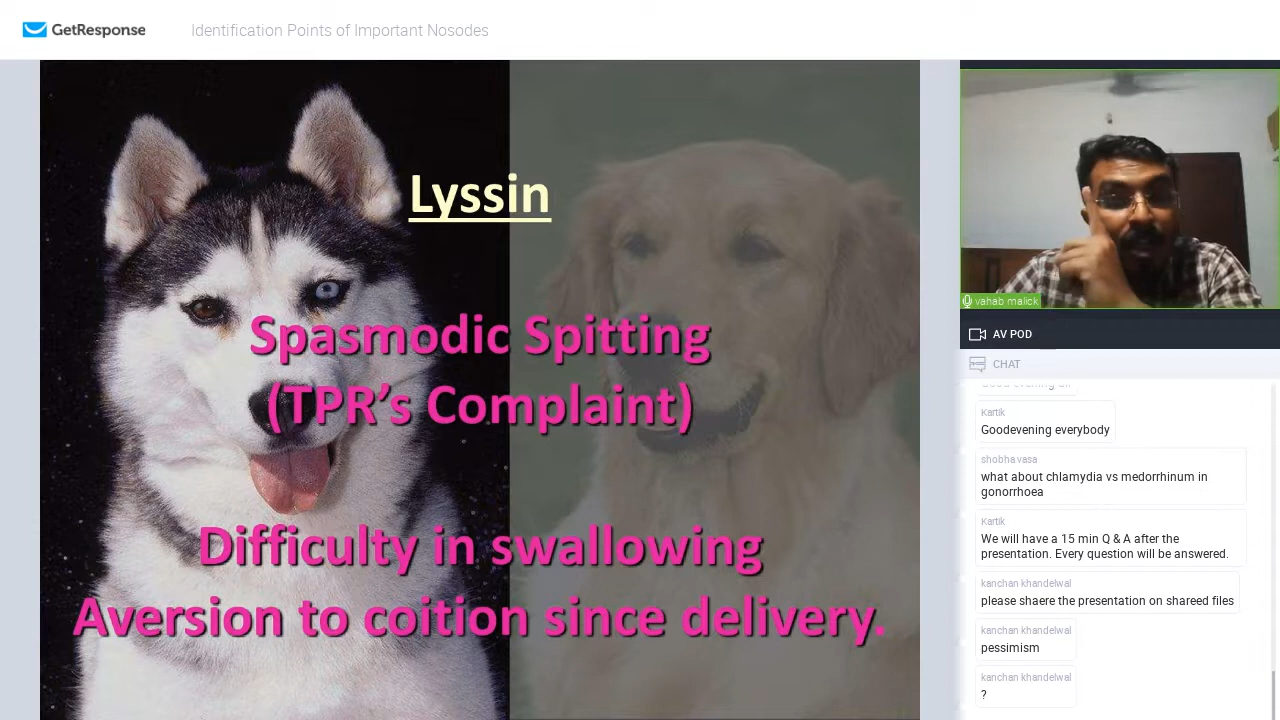 GetResponse
Identification Points of Important Nosodes
Lyssin
Spasmodic Spitting
(TPR's Complaint)
Difficulty in swallowing
Aversion to coition since delivery.
vahab malick
AV POD
CHAT
Kartik
Goodevening everybody
shobha vasa
what about chlamydia vs medorrhinum in
gonorrhoea
Kartik
We will have a 15 min Q & A after the
presentation. Every question will be answered.
kanchan khandelwal
please shaere the presentation on shareed files
kanchan khandelwal
pessimism
kanchan khandelwal
?